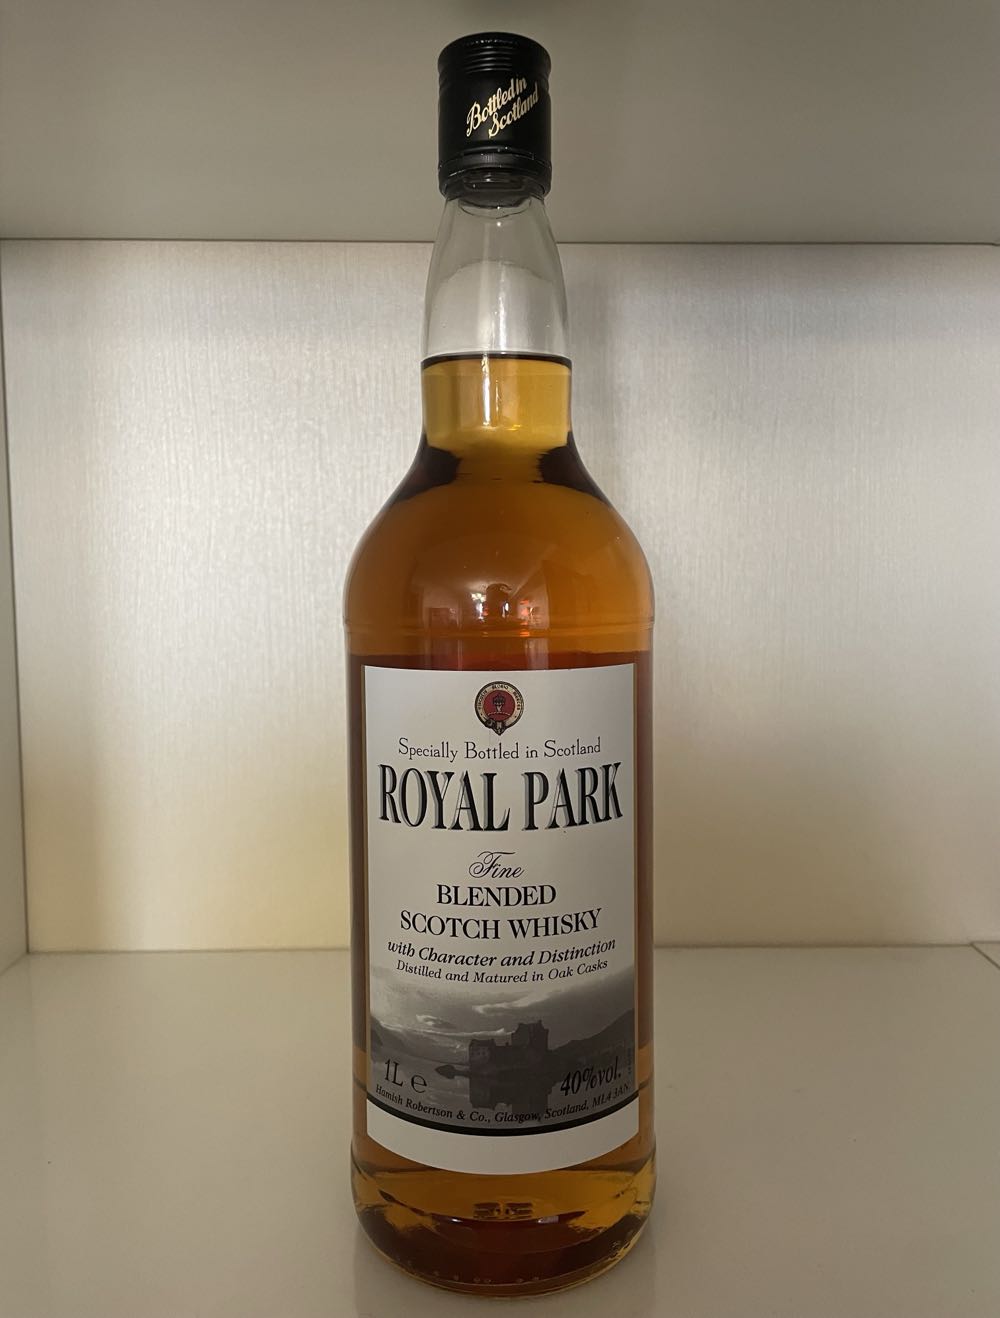 Bottled in
Scotland
Specially Bottled in Scotland
ROYAL PARK
Fine
BLENDED
SCOTCH WHISKY
with Character and Distinction
Distilled and Matured in Oak Casks
1L e 40%vol.
Hamish Robertson & Co., Glasgow, Scotland, ML4 3AN